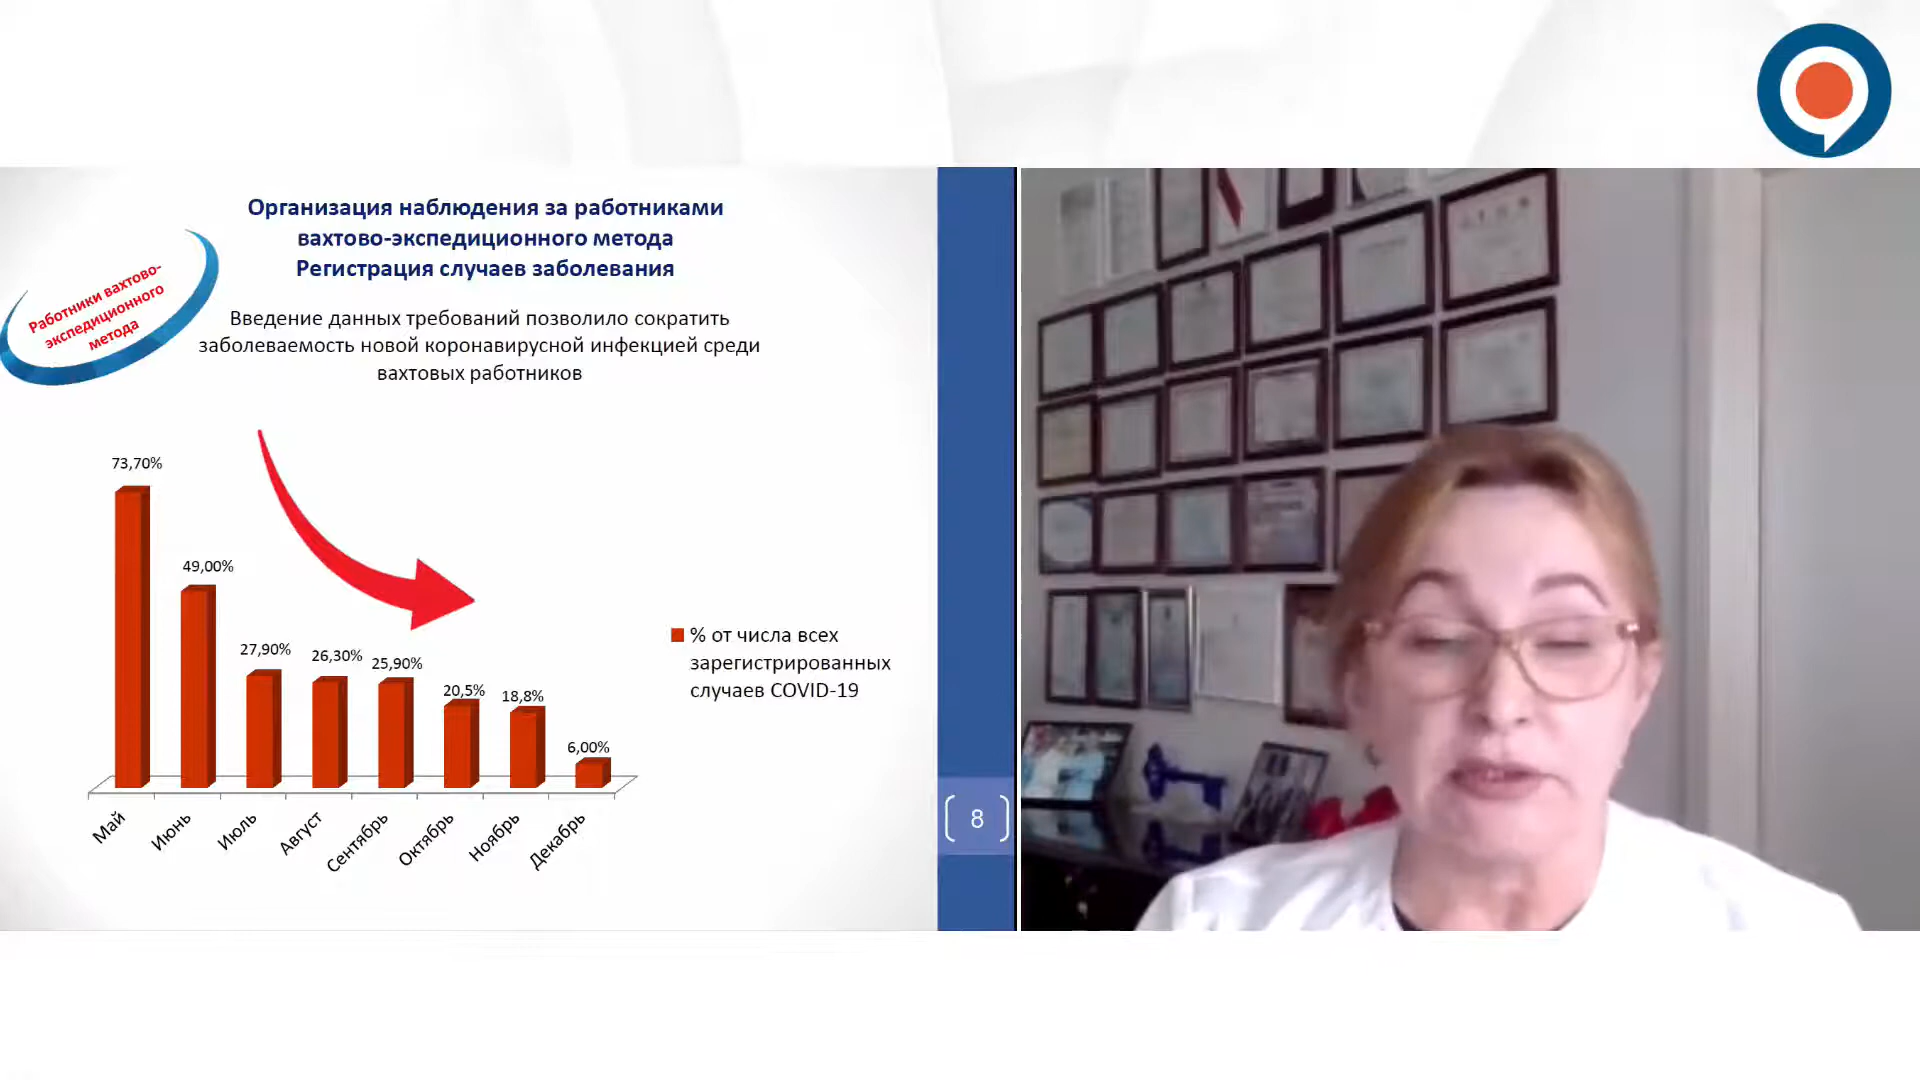 Организация наблюдения за работниками
вахтово-экспедиционного метода
Регистрация случаев заболевания
Работники вахтово-
экспедиционного
метода
Введение данных требований позволило сократить
заболеваемость новой коронавирусной инфекцией среди
вахтовых работников
73,70%
49,00%
27,90%
26,30%
25,90%
20,5%
18,8%
6,00%
% от числа всех
зарегистрированных
случаев COVID-19
Май
Июнь
Июль
Август
Сентябрь
Октябрь
Ноябрь
Декабрь
8